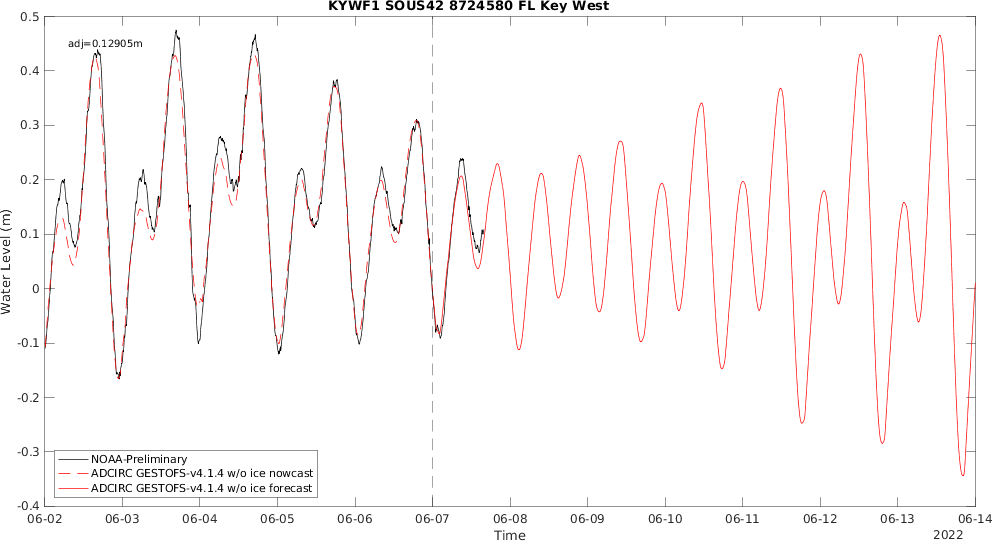 KYWF1 SOUS42 8724580 FL Key West
adj=0.12905m
Water Level (m)
0.5
0.4
0.3
0.2
0.1
0
-0.1
-0.2
-0.3
-0.4
NOAA-Preliminary
ADCIRC GESTOFS-v4.1.4 w/o ice nowcast
ADCIRC GESTOFS-v4.1.4 w/o ice forecast
06-02 06-03 06-04 06-05 06-06 06-07 06-08 06-09 06-10 06-11 06-12 06-13 06-14
Time
2022